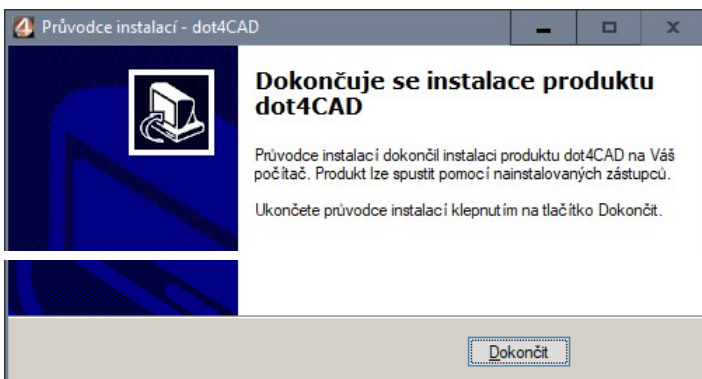 Průvodce instalací - dot4CAD
Dokončuje se instalace produktu
dot4CAD
Průvodce instalací dokončil instalaci produktu dot4CAD na Váš
počítač. Produkt lze spustit pomocí nainstalovaných zástupců.
Ukončete průvodce instalací klepnutím na tlačítko Dokončit.
Dokončit